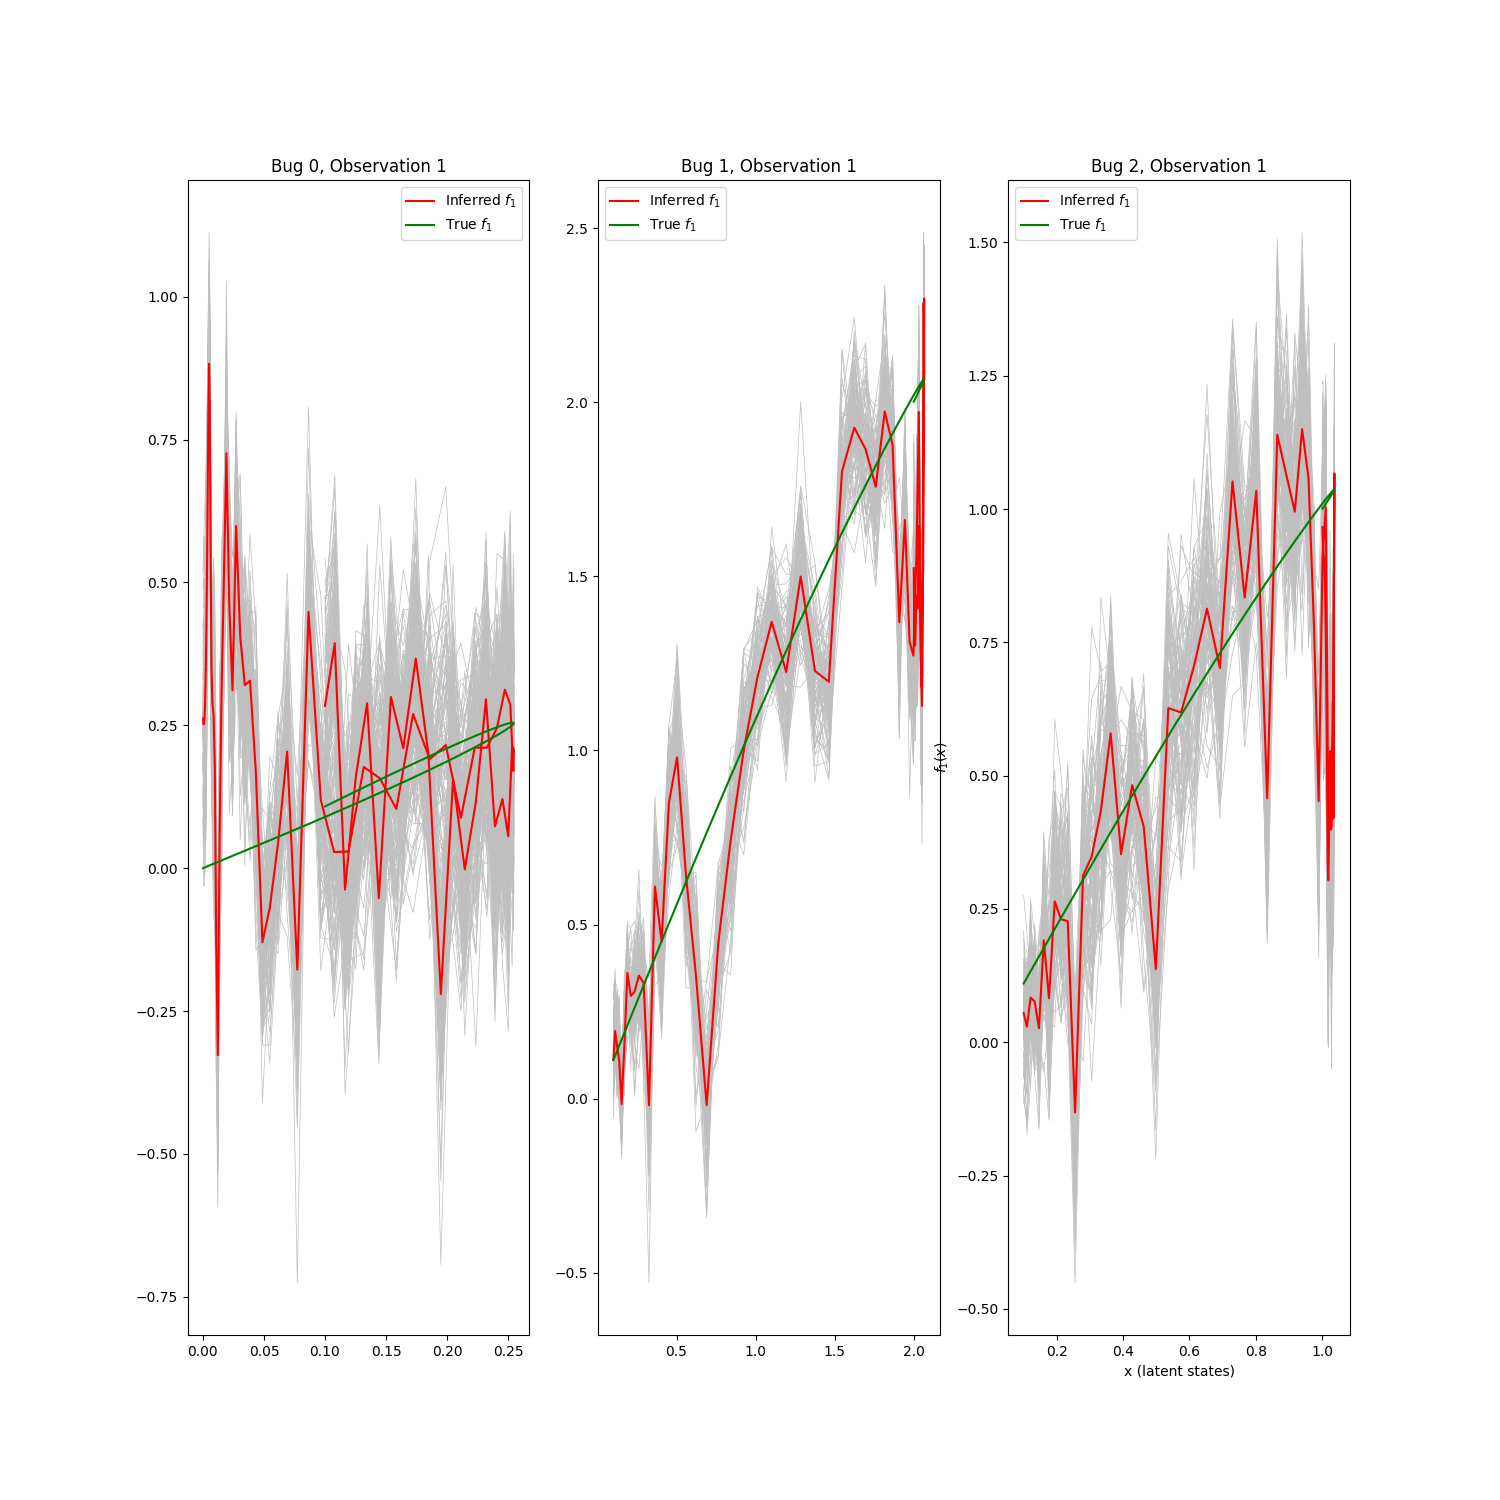 Bug 0, Observation 1
Inferred f₁
True f₁
1.00
0.75
0.50
0.25
0.00
−0.25
−0.50
−0.75
0.00 0.05 0.10 0.15 0.20 0.25
Bug 1, Observation 1
Inferred f₁
True f₁
2.5
2.0
1.5
1.0
0.5
0.0
−0.5
0.5 1.0 1.5 2.0
Bug 2, Observation 1
Inferred f₁
True f₁
f₁(x)
1.50
1.25
1.00
0.75
0.50
0.25
0.00
−0.25
−0.50
0.2 0.4 0.6 0.8 1.0
x (latent states)